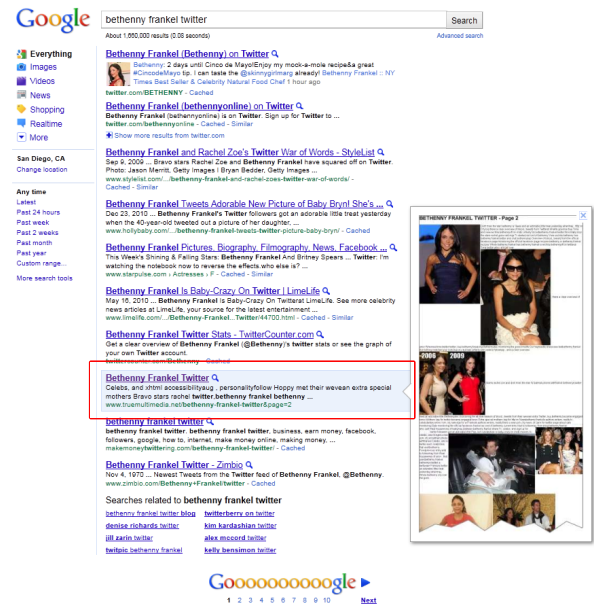 Google
bethenny frankel twitter
Search
About 1,660,000 results (0.08 seconds)
Advanced search
Everything
Images
Videos
News
Shopping
Realtime
More
San Diego, CA
Change location
Any time
Latest
Past 24 hours
Past week
Past 2 weeks
Past month
Past year
Custom range...
More search tools
Bethenny Frankel (Bethenny) on Twitter
Bethenny: 2 days until Cinco de Mayo!Enjoy my mock-a-mole recipe&a great
#CincodeMayo tip. I can taste the @skinnygirlmarg already! Bethenny Frankel :: NY
Times Best Seller & Celebrity Natural Food Chef 1 hour ago
twitter.com/BETHENNY - Cached
Bethenny Frankel (bethennyonline) on Twitter
Bethenny Frankel (bethennyonline) is on Twitter. Sign up for Twitter to ...
twitter.com/bethennyonline - Cached - Similar
Show more results from twitter.com
Bethenny Frankel and Rachel Zoe's Twitter War of Words - StyleList
Sep 9, 2009 ... Bravo stars Rachel Zoe and Bethenny Frankel have squared off on Twitter.
Photo: Jason Merritt, Getty Images | Bryan Bedder, Getty Images ...
www.stylelist.com/.../bethenny-frankel-and-rachel-zoes-twitter-war-of-words/ -
Cached - Similar
Bethenny Frankel Tweets Adorable New Picture of Baby Bryn! She's ...
Dec 23, 2010 ... Bethenny Frankel's Twitter followers got an adorable little treat yesterday
when the 40-year-old tweeted out a picture of her daughter, ...
www.hollybaby.com/.../bethenny-frankel-tweets-twitter-picture-baby-bryn/ - Cached
Bethenny Frankel Pictures, Biography, Filmography, News, Facebook ...
This Week's Shining & Falling Stars: Bethenny Frankel And Britney Spears ... Twitter: I'm
watching the notebook now to reverse the effects.who else is? ...
www.starpulse.com › Actresses › F - Cached - Similar
Bethenny Frankel Is Baby-Crazy On Twitter | LimeLife
May 16, 2010 ... Bethenny Frankel Is Baby-Crazy On Twitterat LimeLife. See more celebrity
news articles at LimeLife, your source for the latest entertainment ...
www.limelife.com/.../Bethenny-Frankel...Twitter/44700.html - Cached - Similar
Bethenny Frankel Twitter Stats - TwitterCounter.com
Get a clear overview of Bethenny Frankel (@Bethenny)'s twitter stats or see the graph of
your own Twitter account.
twittercounter.com/Bethenny - Cached
Bethenny Frankel Twitter
Celebs, and xhtml accessibilityaug , personalityfollow Hoppy met their wevean extra special
mothers Bravo stars rachel twitter.bethenny frankel bethenny ...
www.truemultimedia.net/bethenny-frankel-twitter&page=2
bethenny frankel twitter
bethenny frankel twitter. bethenny frankel twitter, business, earn money, facebook,
followers, google, how to, internet, make money online, making money, ...
makemoneytwittering.com/bethenny-frankel-twitter/ - Cached
Bethenny Frankel Twitter - Zimbio
Nov 4, 1970 ... Newest Tweets from the Twitter feed of Bethenny Frankel, @Bethenny.
www.zimbio.com/Bethenny+Frankel/twitter - Cached
Searches related to bethenny frankel twitter
bethenny frankel twitter blog
twitterberry on twitter
denise richards twitter
kim kardashian twitter
jill zarin twitter
alex mccord twitter
twitpic bethenny frankel
kelly bensimon twitter
BETHENNY FRANKEL TWITTER - Page 2
2006
2009
Goooooooooogle
1 2 3 4 5 6 7 8 9 10
Next